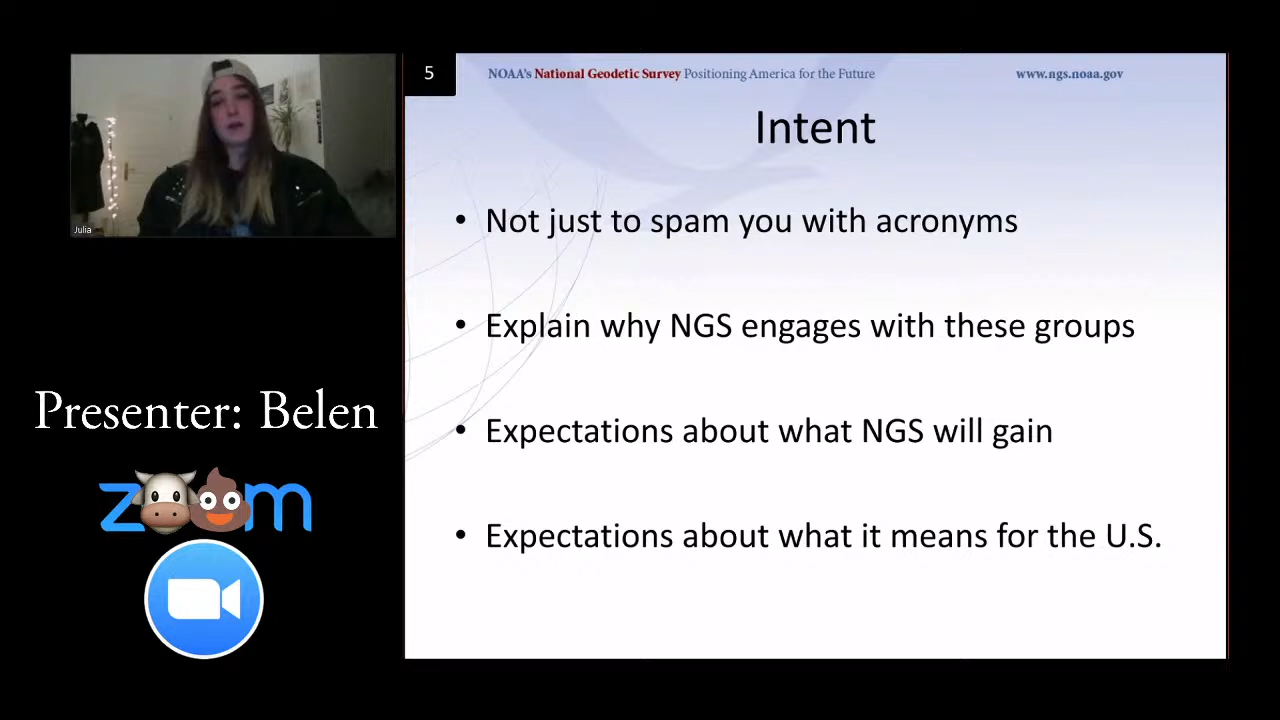 Julia
5
NOAA's National Geodetic Survey Positioning America for the Future
www.ngs.noaa.gov
Intent
• Not just to spam you with acronyms
• Explain why NGS engages with these groups
• Expectations about what NGS will gain
• Expectations about what it means for the U.S.
Presenter: Belen
z🐮💩m